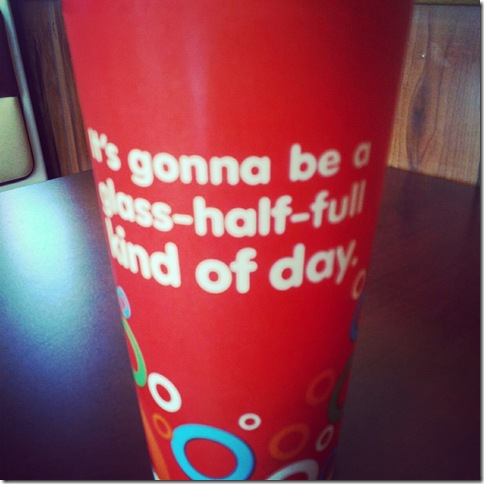 It's gonna be a
glass-half-full
kind of day.